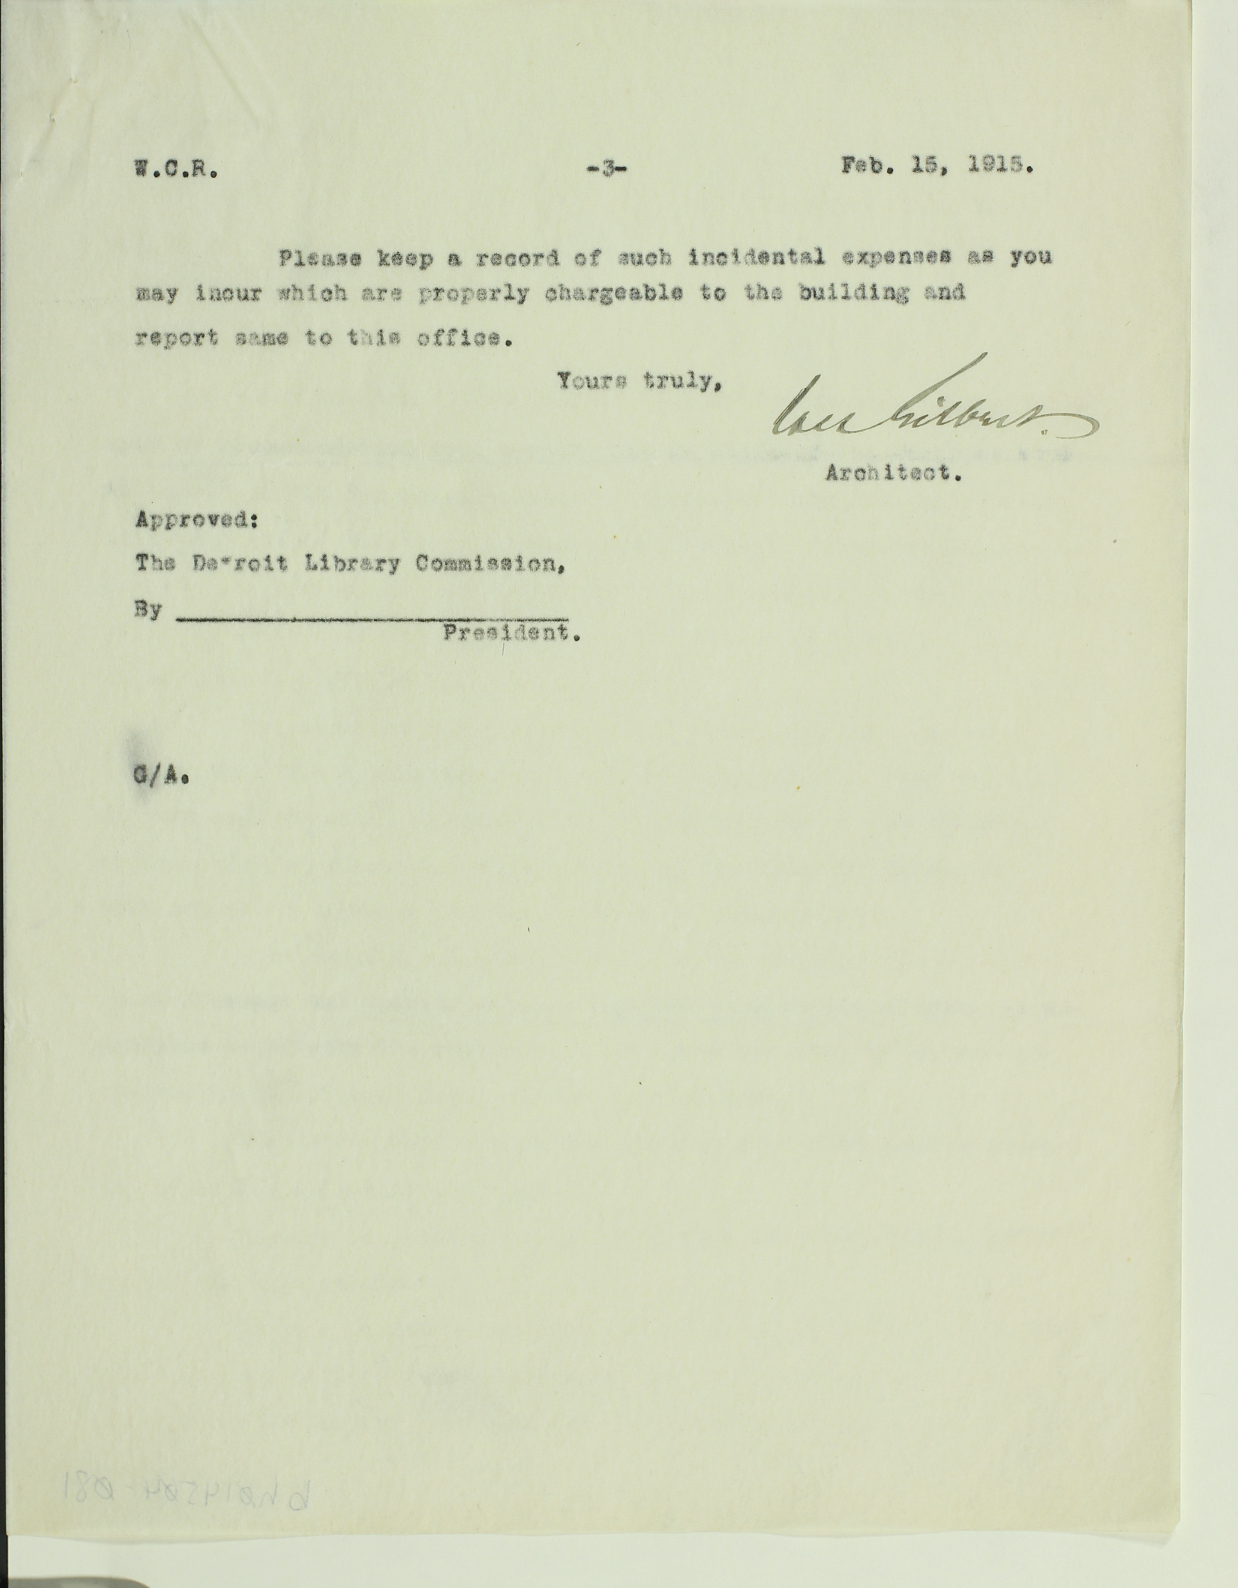 W.C.R. -3- Feb. 15, 1915.
Please keep a record of such incidental expenses as you
may incur which are properly chargeable to the building and
report same to this office.
Yours truly,
Cass Gilbert.
Architect.
Approved:
The Detroit Library Commission,
By
President.
G/A.